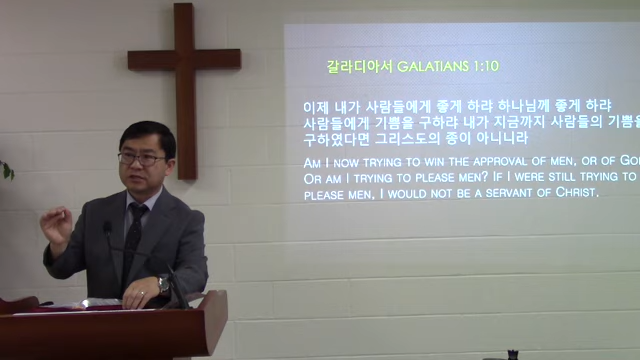 갈라디아서 GALATIANS 1:10
이제 내가 사람들에게 좋게 하랴 하나님께 좋게 하랴
사람들에게 기쁨을 구하랴 내가 지금까지 사람들의 기쁨을
구하였다면 그리스도의 종이 아니니라
AM I NOW TRYING TO WIN THE APPROVAL OF MEN, OR OF GOD
OR AM I TRYING TO PLEASE MEN? IF I WERE STILL TRYING TO
PLEASE MEN, I WOULD NOT BE A SERVANT OF CHRIST.